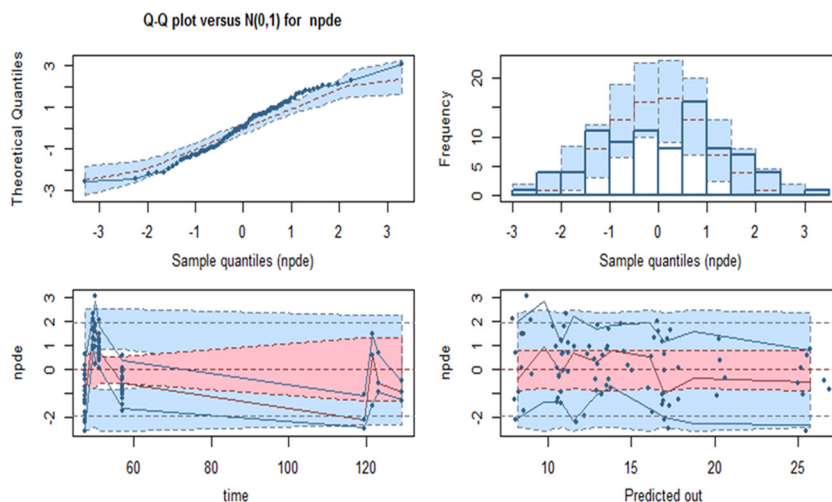 Q-Q plot versus N(0,1) for npde
Theoretical Quantiles
3
1
-1
-3
-3 -2 -1 0 1 2 3
Sample quantiles (npde)
Frequency
20
10
5
0
-3 -2 -1 0 1 2 3
Sample quantiles (npde)
npde
3
2
1
0
-2
60 80 100 120
time
npde
3
2
1
0
-2
10 15 20 25
Predicted out